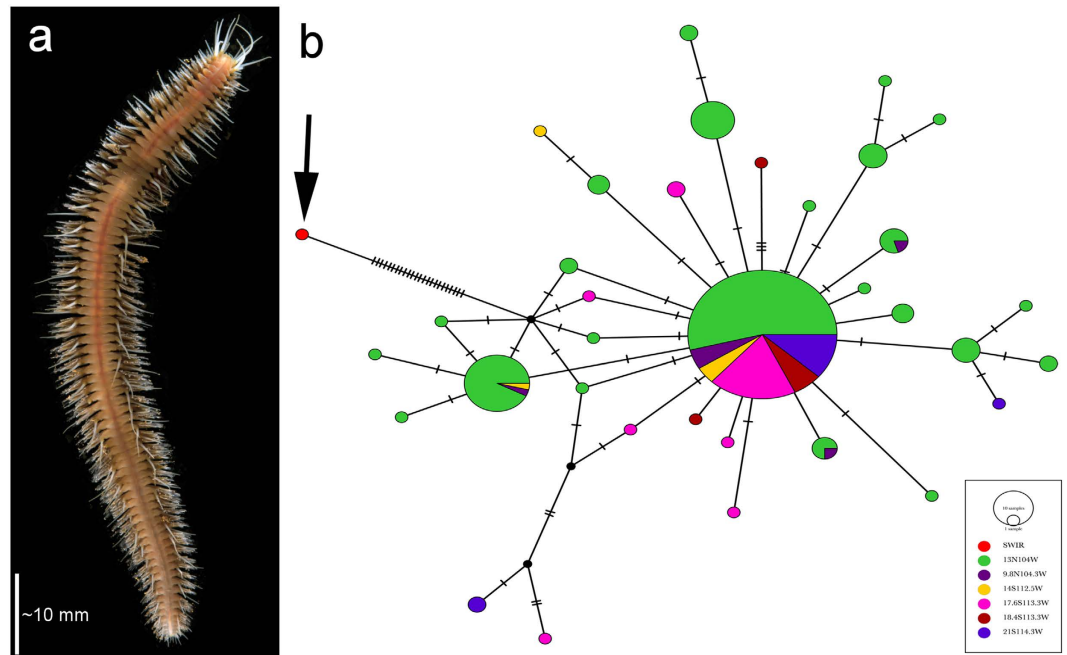 a
b
~10 mm
10 samples
1 sample
SWIR
13N104W
9.8N104.3W
14S112.5W
17.6S113.3W
18.4S113.3W
21S114.3W